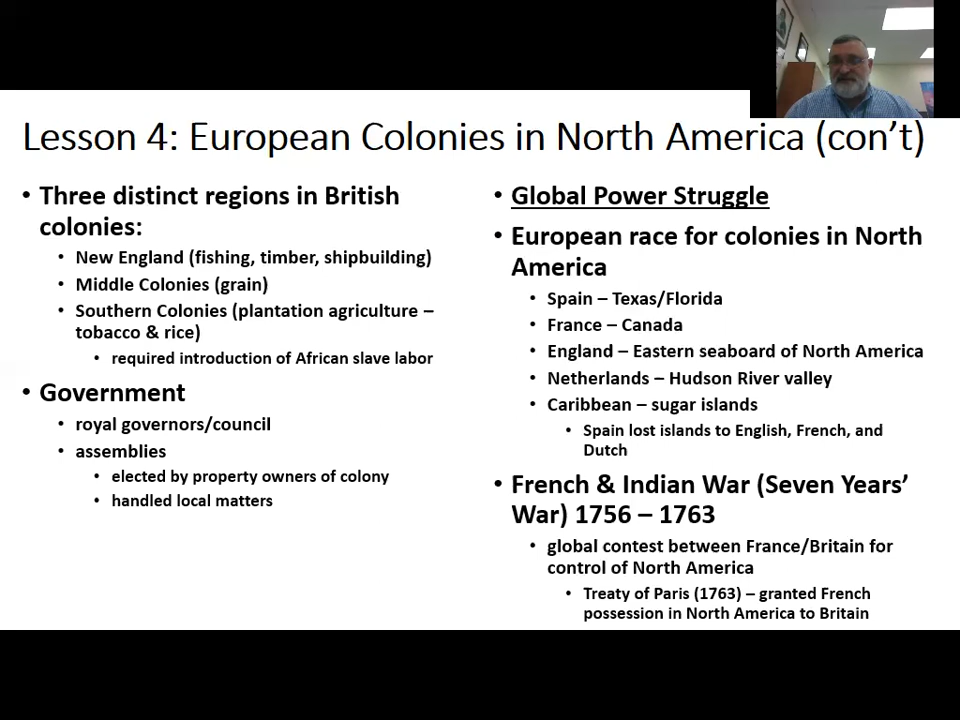 Lesson 4: European Colonies in North America (con’t)
• Three distinct regions in British
colonies:
• New England (fishing, timber, shipbuilding)
• Middle Colonies (grain)
• Southern Colonies (plantation agriculture –
tobacco & rice)
• required introduction of African slave labor
• Government
• royal governors/council
• assemblies
• elected by property owners of colony
• handled local matters
• Global Power Struggle
• European race for colonies in North
America
• Spain – Texas/Florida
• France – Canada
• England – Eastern seaboard of North America
• Netherlands – Hudson River valley
• Caribbean – sugar islands
• Spain lost islands to English, French, and
Dutch
• French & Indian War (Seven Years’
War) 1756 – 1763
• global contest between France/Britain for
control of North America
• Treaty of Paris (1763) – granted French
possession in North America to Britain